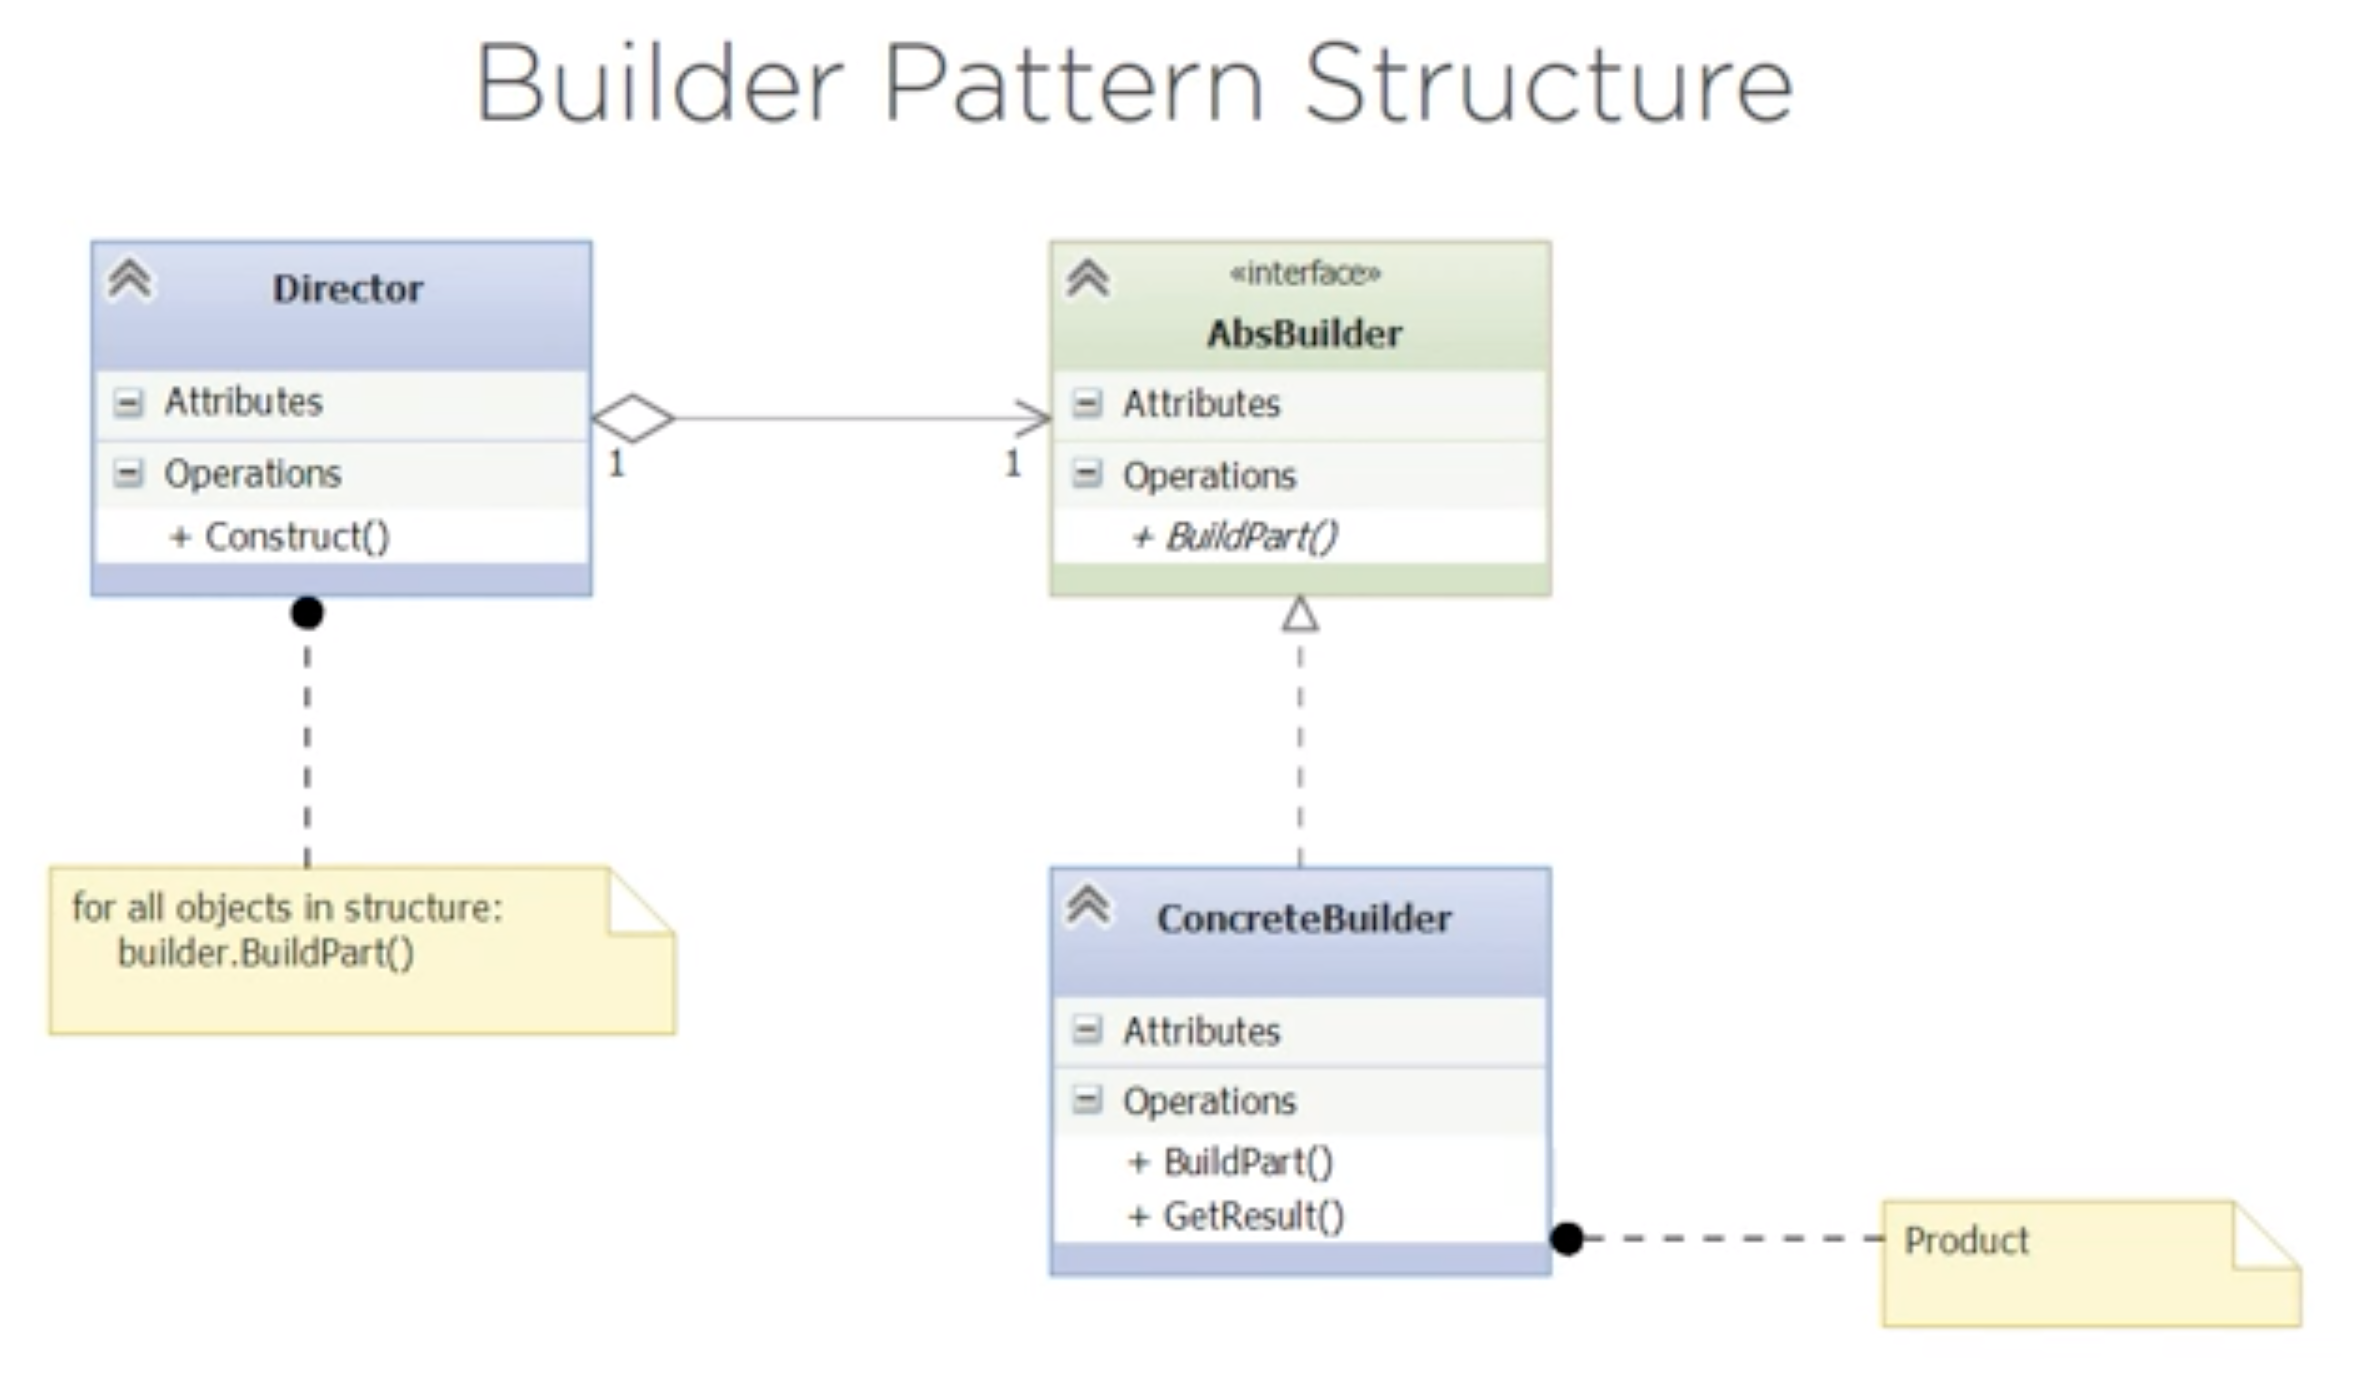 Builder Pattern Structure
Director
Attributes
Operations
+ Construct()
1
1
«interface»
AbsBuilder
Attributes
Operations
+ BuildPart()
for all objects in structure:
builder.BuildPart()
ConcreteBuilder
Attributes
Operations
+ BuildPart()
+ GetResult()
Product